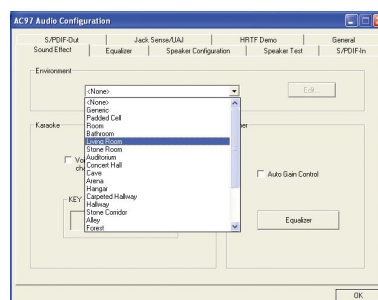 AC97 Audio Configuration
S/PDIF-Out Jack Sense/UAJ HRTF Demo General
Sound Effect Equalizer Speaker Configuration Speaker Test S/PDIF-In
Environment
<None>
Edit...
<None>
Generic
Padded Cell
Room
Bathroom
Living Room
Stone Room
Auditorium
Concert Hall
Cave
Arena
Hangar
Carpeted Hallway
Hallway
Stone Corridor
Alley
Forest
Karaoke
Auto Gain Control
KEY
Equalizer
OK